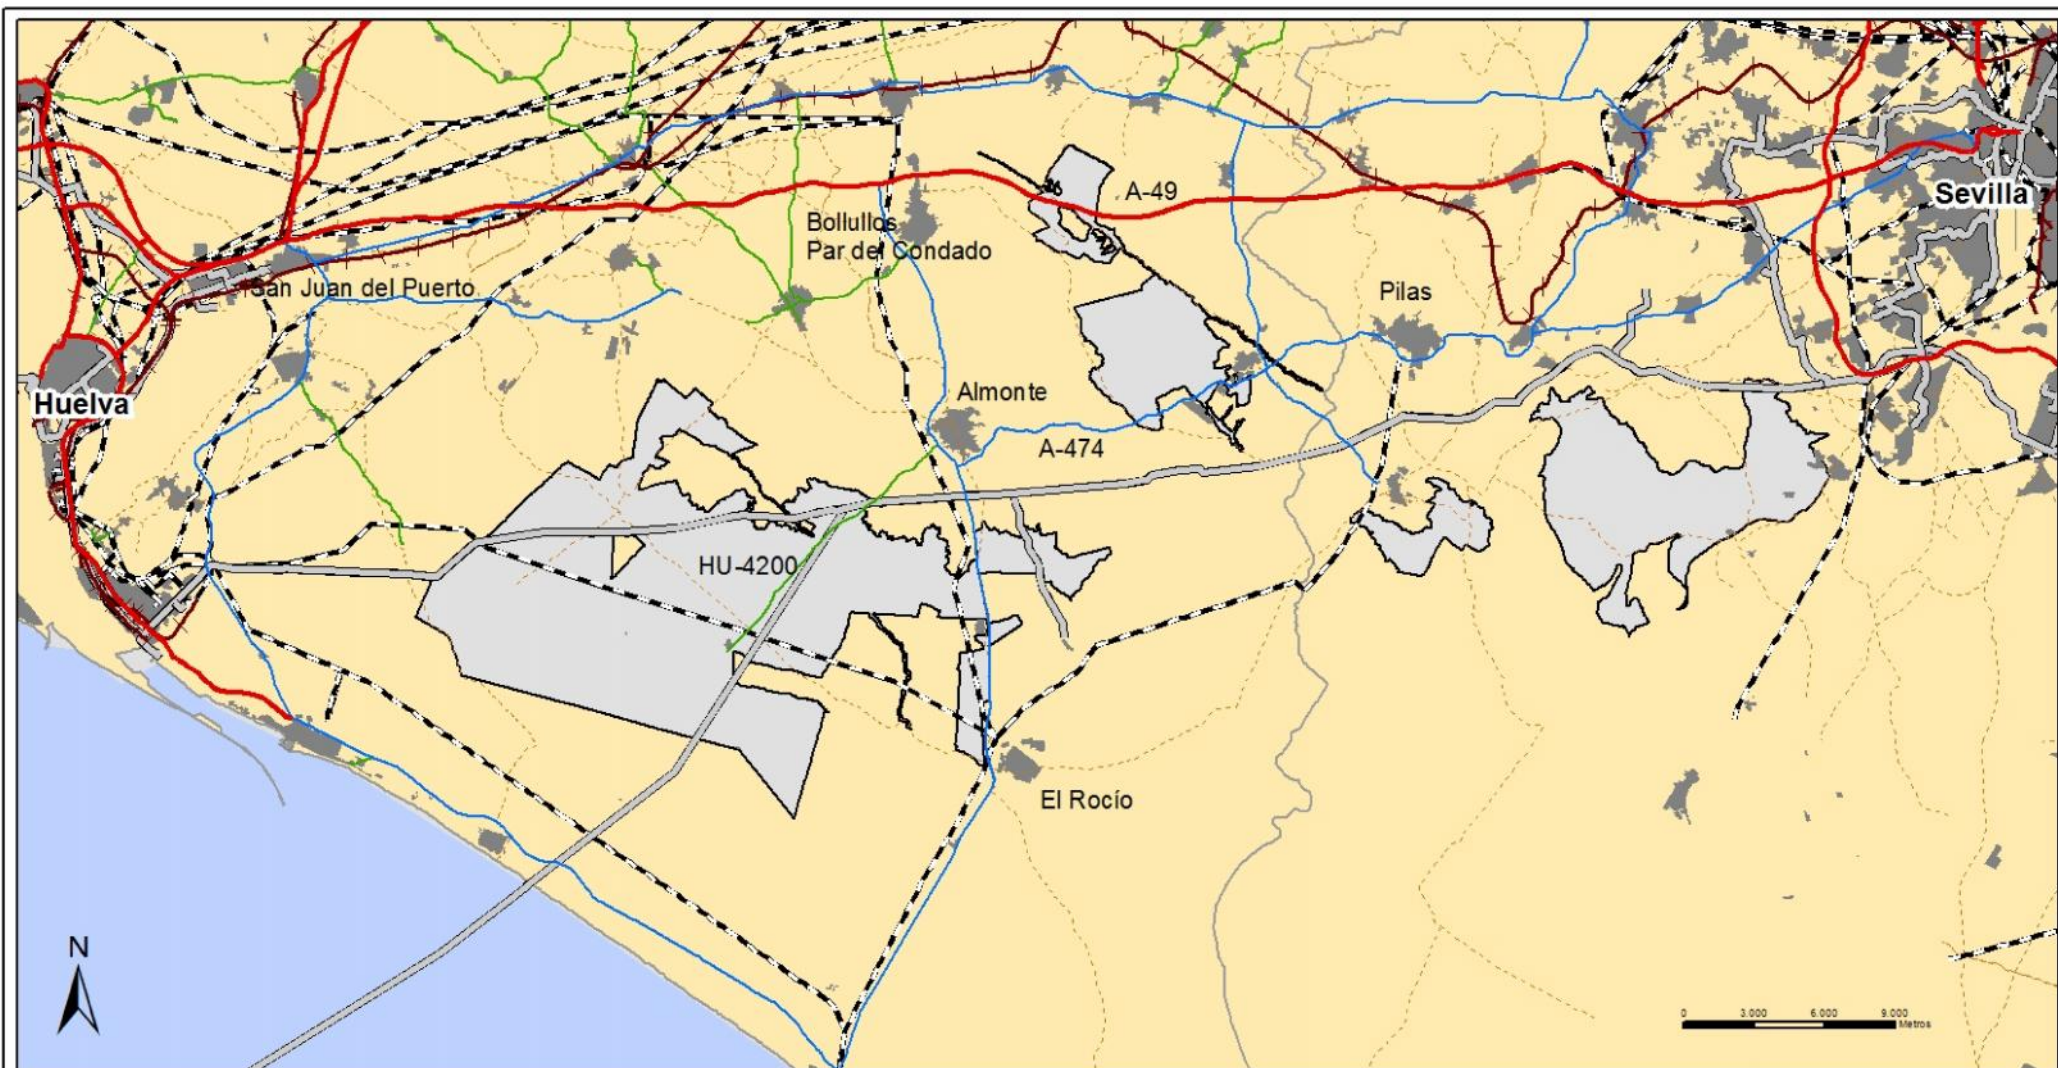 A-49
Sevilla
Bollullos
Par del Condado
San Juan del Puerto
Pilas
Huelva
Almonte
A-474
HU-4200
El Rocío
N
0 3.000 6.000 9.000
Metros